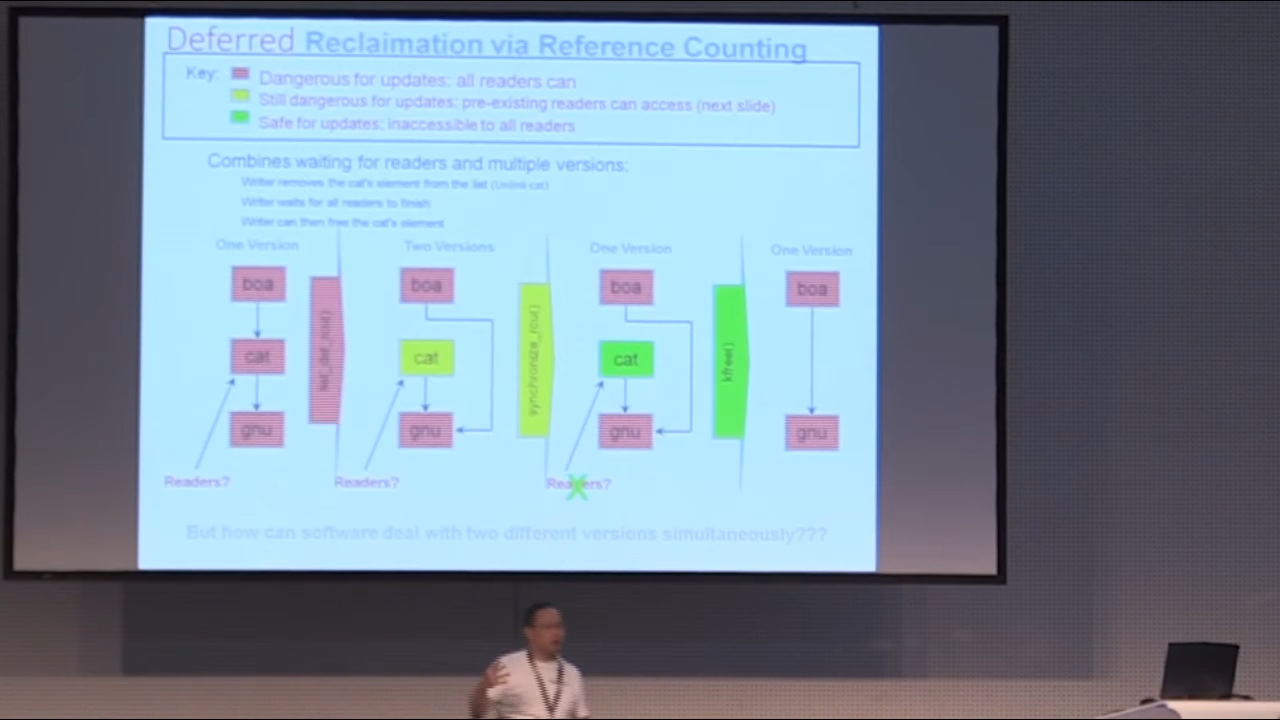 Deferred Reclaimation via Reference Counting
Key:
Dangerous for updates: all readers can
Still dangerous for updates: pre-existing readers can access (next slide)
Safe for updates: inaccessible to all readers
Combines waiting for readers and multiple versions:
Writer removes the cat's element from the list (Unlink cat)
Writer waits for all readers to finish
Writer can then free the cat's element
One Version
Two Versions
One Version
One Version
boa
boa
boa
boa
list_del_rcu()
synchronize_rcu()
kfree()
cat
cat
cat
gnu
gnu
gnu
gnu
Readers?
Readers?
Readers?
X
But how can software deal with two different versions simultaneously???